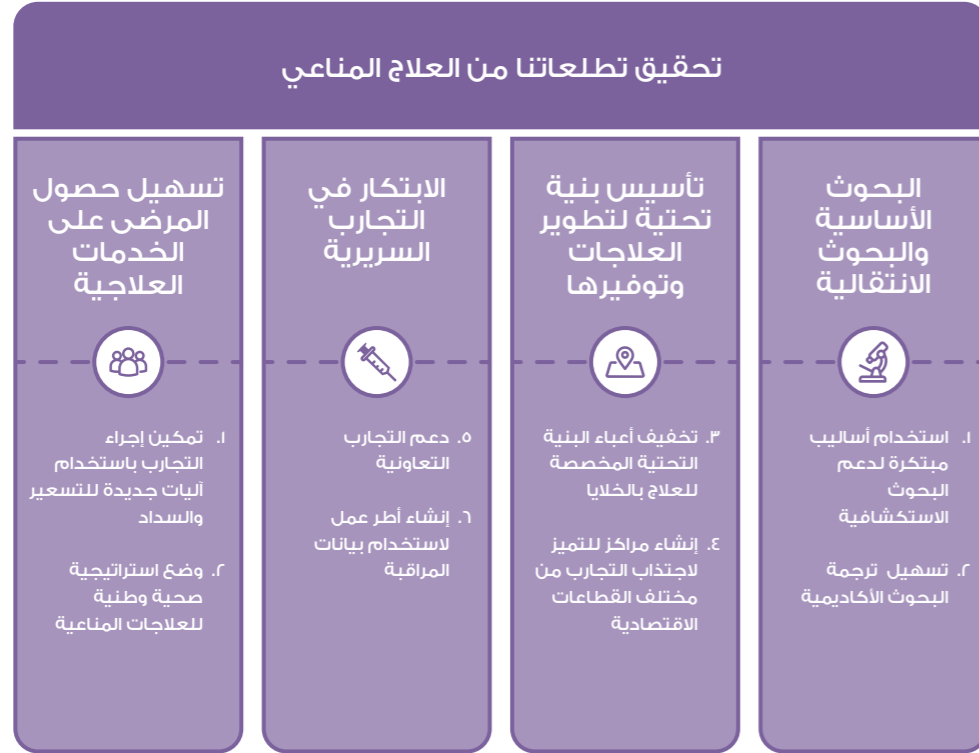 تحقيق تطلعاتنا من العلاج المناعي
البحوث
الأساسية
والبحوث
الانتقالية
١. استخدام أساليب
مبتكرة لدعم
البحوث
الاستكشافية
٢. تسهيل ترجمة
البحوث الأكاديمية
تأسيس بنية
تحتية لتطوير
العلاجات
وتوفيرها
٣. تخفيف أعباء البنية
التحتية المخصصة
للعلاج بالخلايا
٤. إنشاء مراكز للتميز
لاجتذاب التجارب من
مختلف القطاعات
الاقتصادية
الابتكار في
التجارب
السريرية
٥. دعم التجارب
التعاونية
٦. إنشاء أطر عمل
لاستخدام بيانات
المراقبة
تسهيل حصول
المرضى على
الخدمات
العلاجية
١. تمكين إجراء
التجارب باستخدام
آليات جديدة للتسعير
والسداد
٢. وضع استراتيجية
صحية وطنية
للعلاجات المناعية